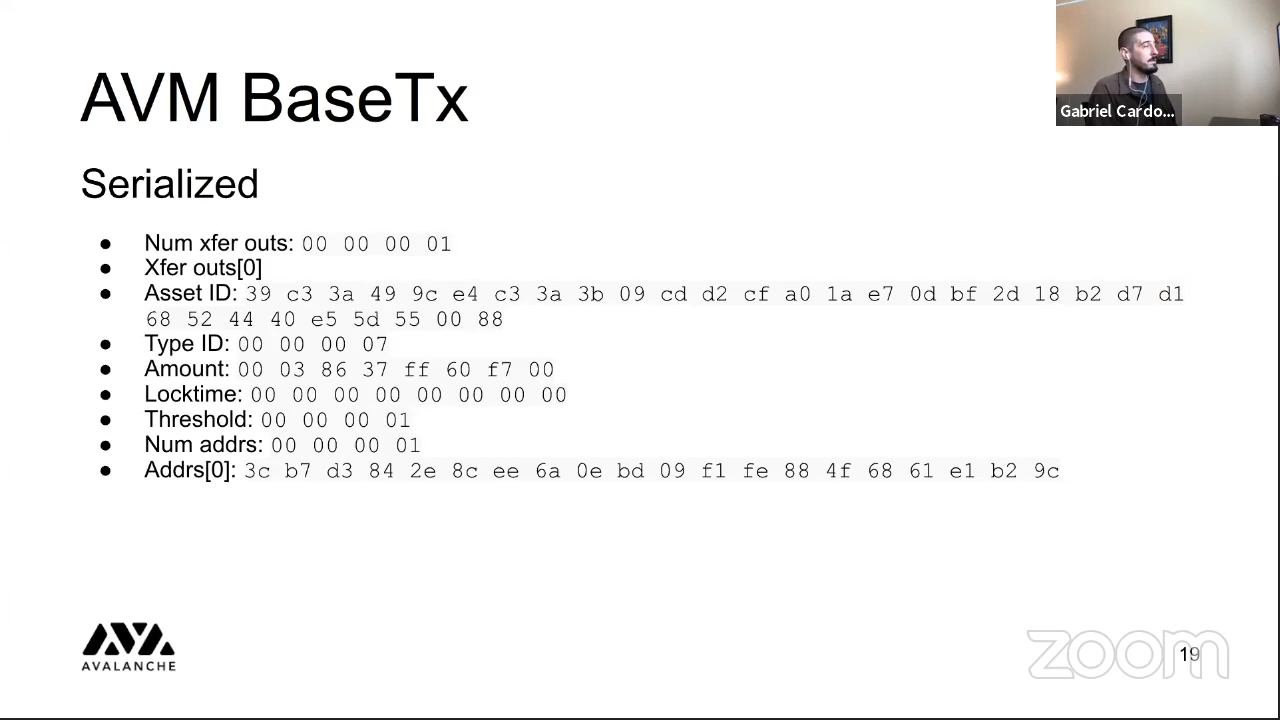 AVM BaseTx
Gabriel Cardo...
Serialized
● Num xfer outs: 00 00 00 01
● Xfer outs[0]
● Asset ID: 39 c3 3a 49 9c e4 c3 3a 3b 09 cd d2 cf a0 1a e7 0d bf 2d 18 b2 d7 d1
68 52 44 40 e5 5d 55 00 88
● Type ID: 00 00 00 07
● Amount: 00 03 86 37 ff 60 f7 00
● Locktime: 00 00 00 00 00 00 00 00
● Threshold: 00 00 00 01
● Num addrs: 00 00 00 01
● Addrs[0]: 3c b7 d3 84 2e 8c ee 6a 0e bd 09 f1 fe 88 4f 68 61 e1 b2 9c
AVALANCHE
zoom
19